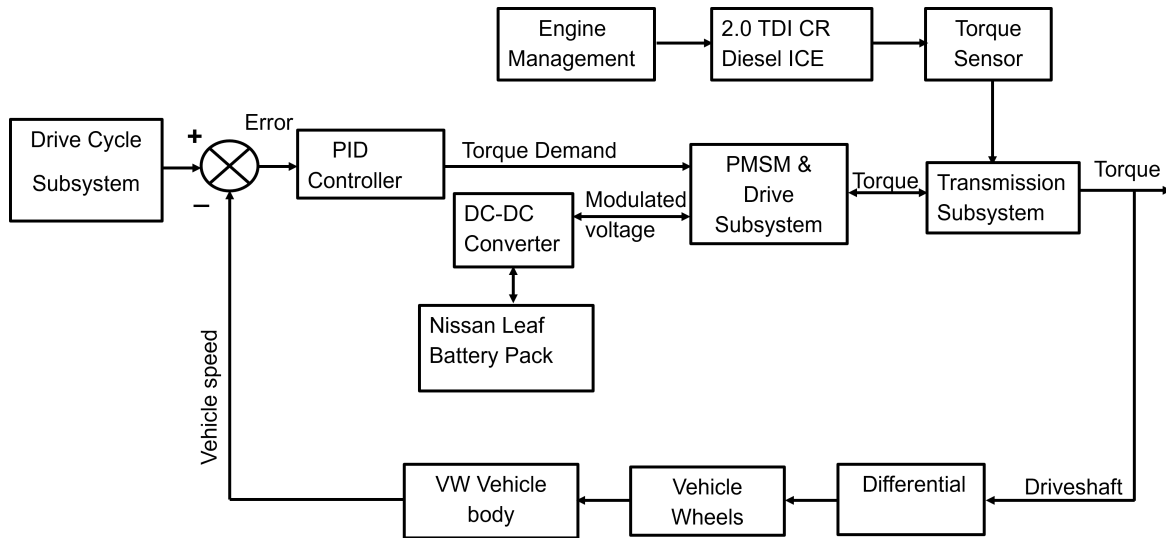 Engine
Management
2.0 TDI CR
Diesel ICE
Torque
Sensor
Drive Cycle
Subsystem
+
–
Error
PID
Controller
Torque Demand
PMSM &
Drive
Subsystem
Torque
Transmission
Subsystem
Torque
DC-DC
Converter
Modulated
voltage
Nissan Leaf
Battery Pack
Vehicle speed
VW Vehicle
body
Vehicle
Wheels
Differential
Driveshaft